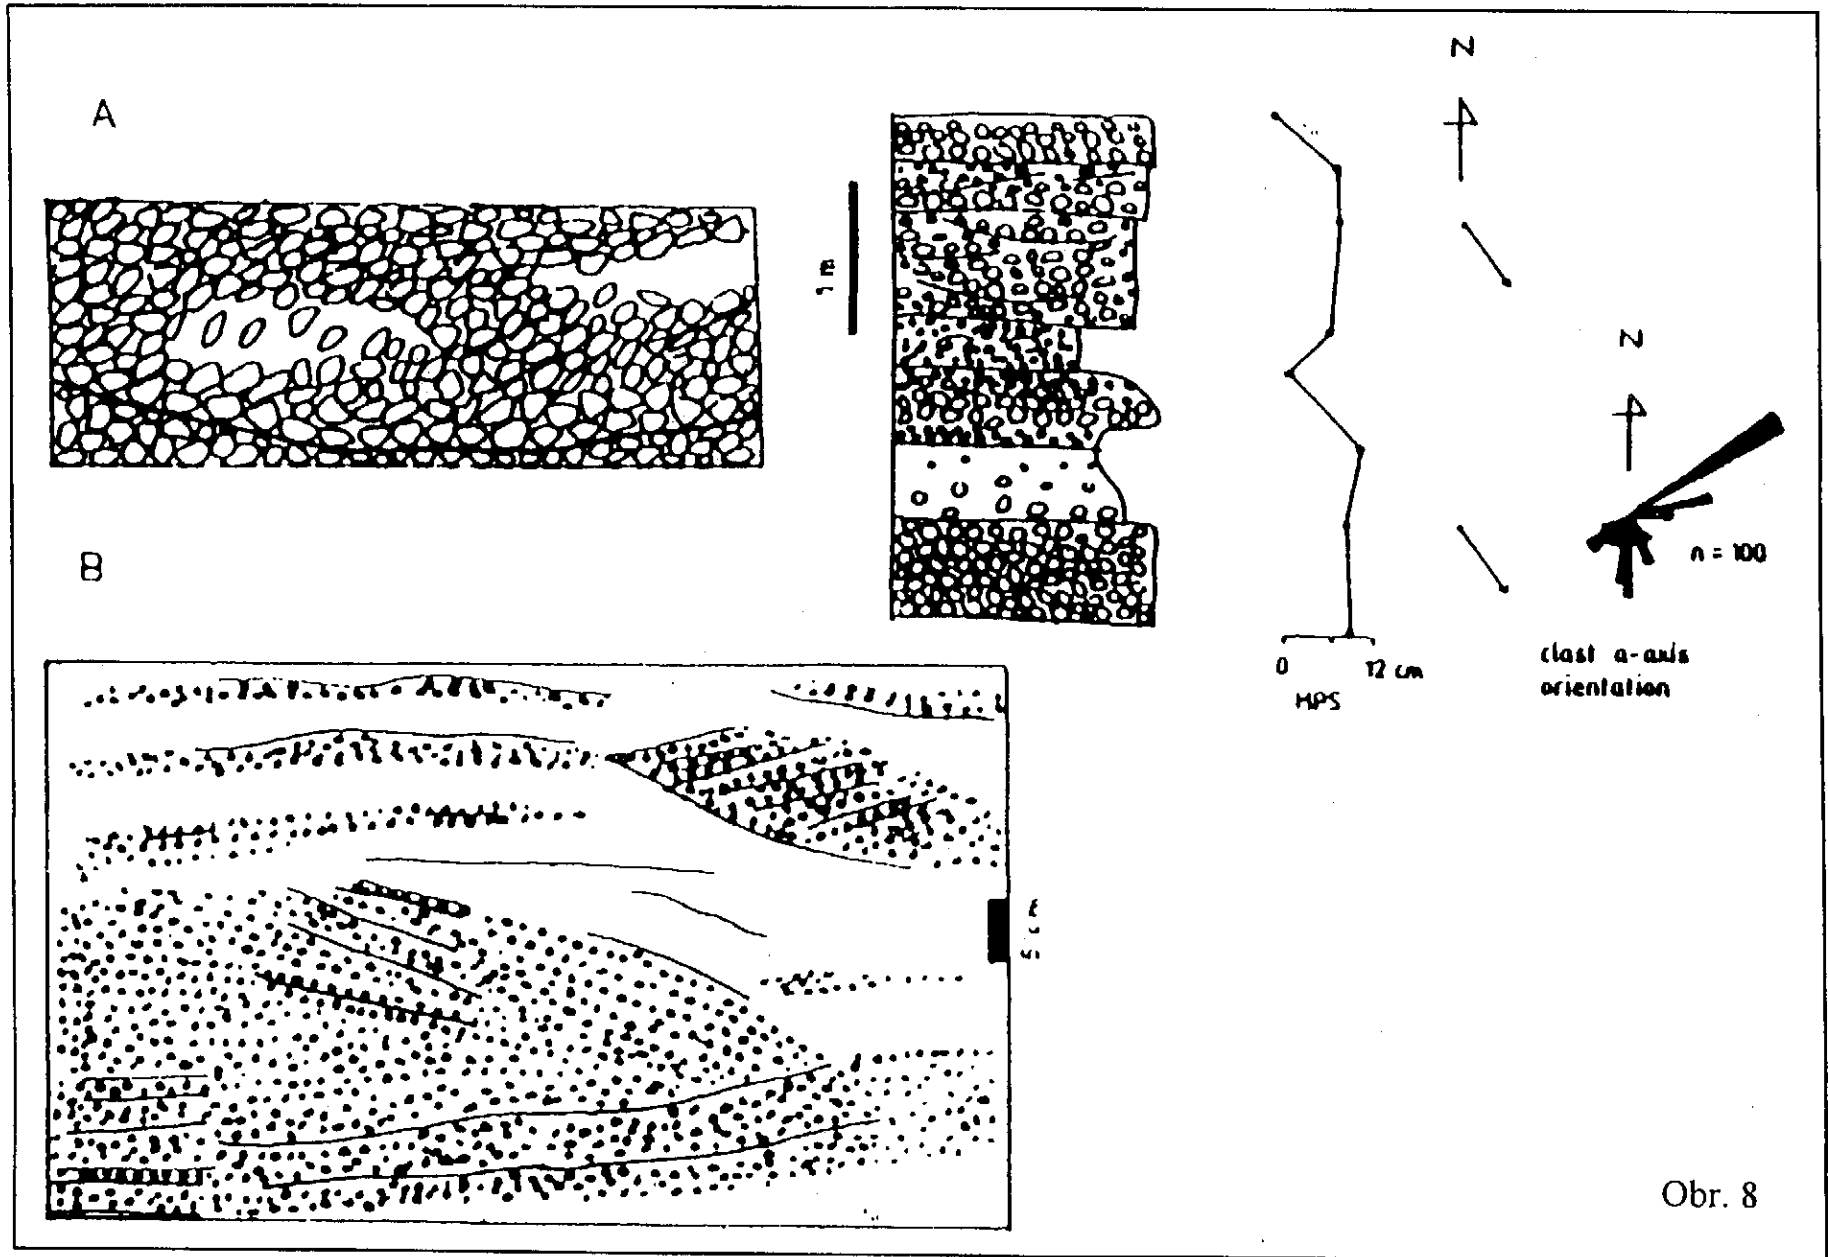 A
B
1 m
N
N
n = 100
0
12 cm
MPS
clast a-axis
orientation
Obr. 8